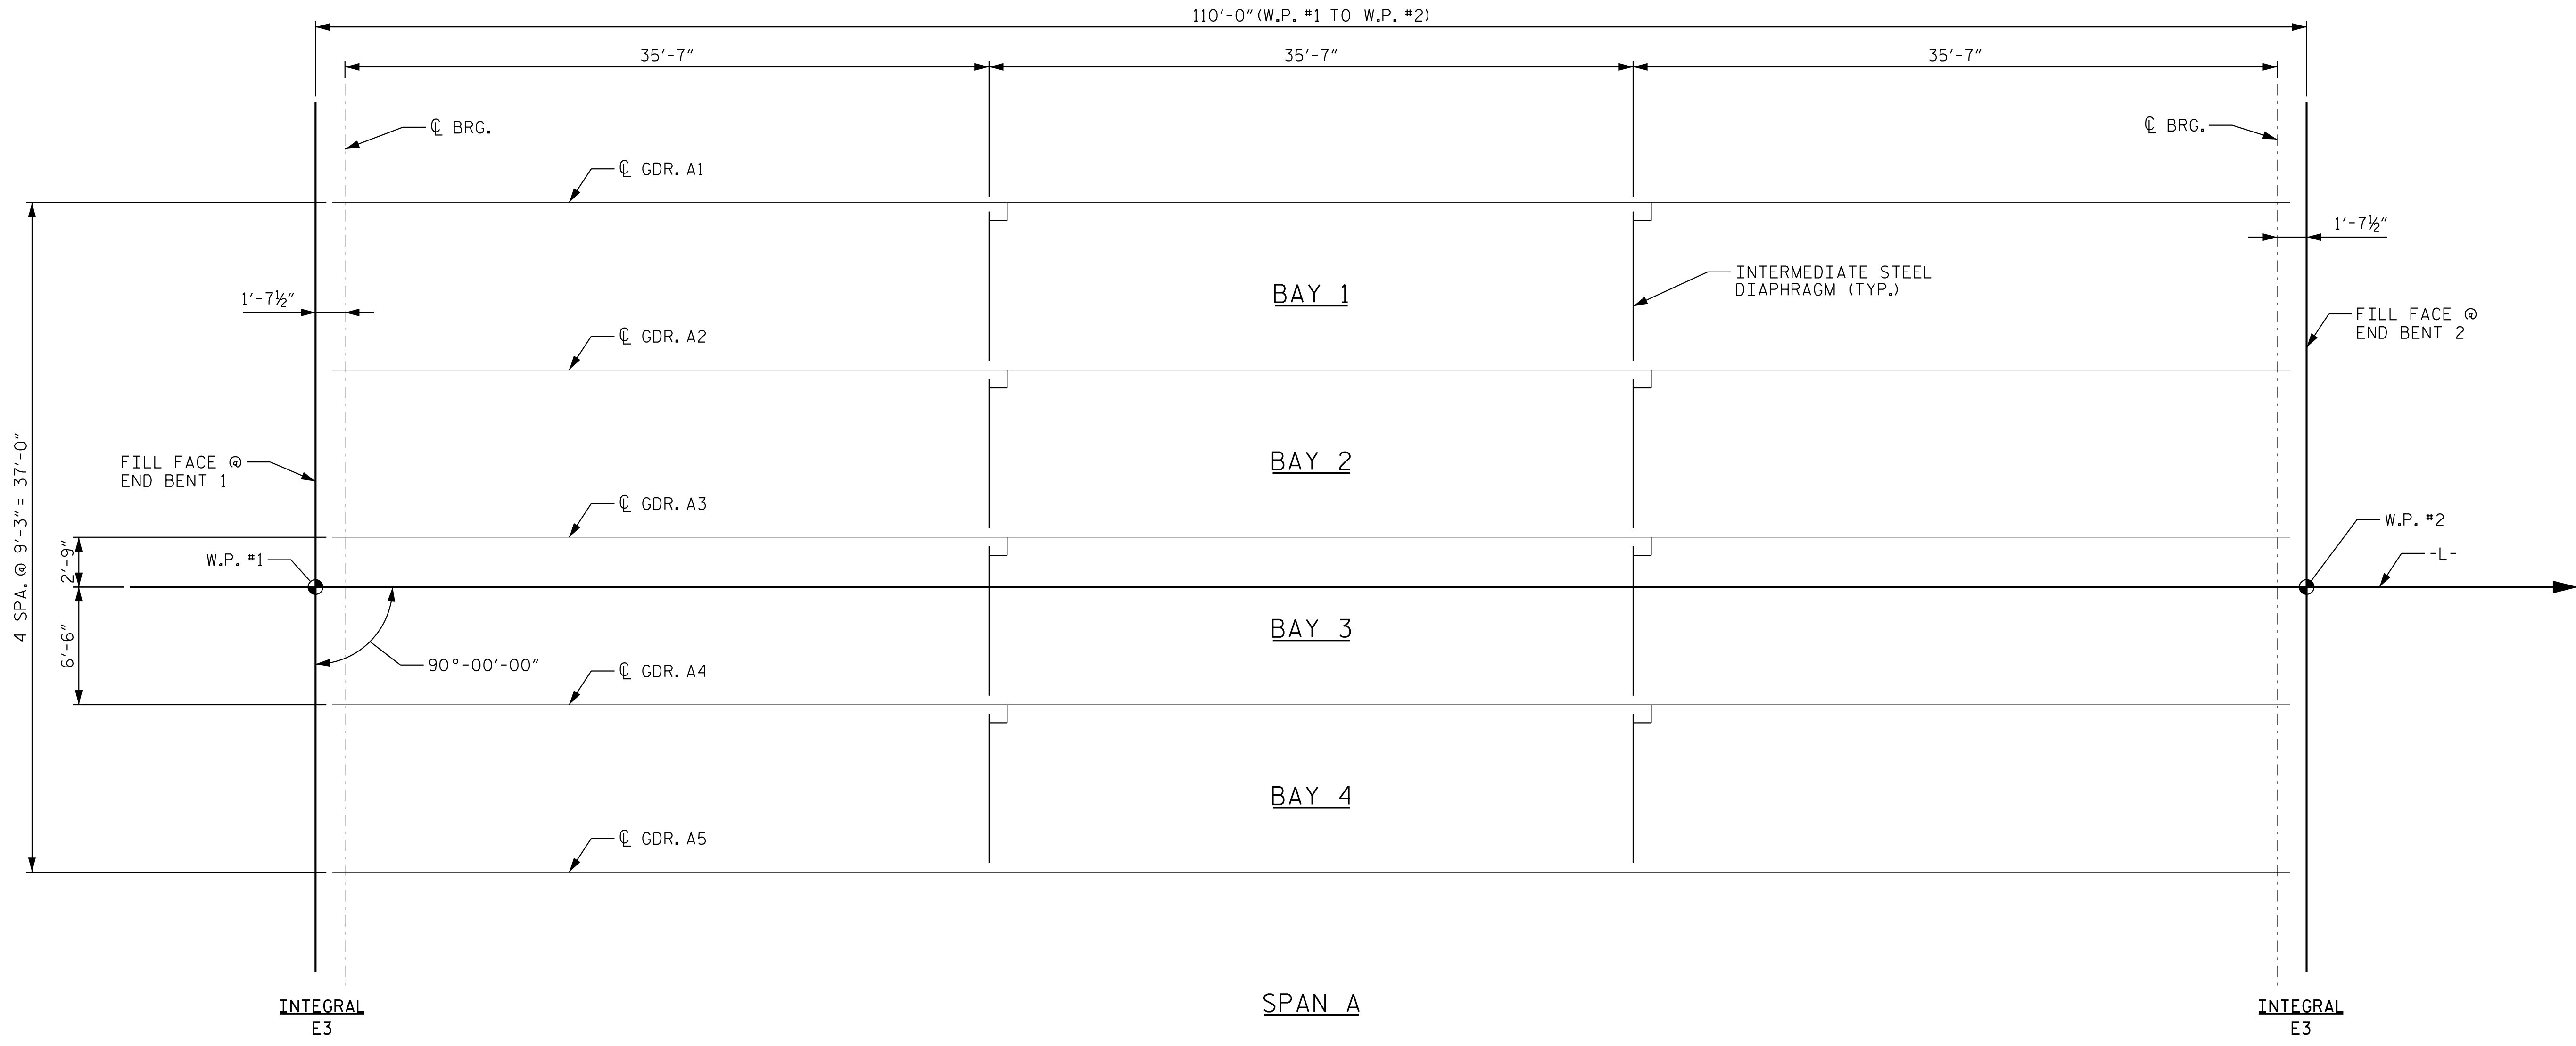 110'-0" (W.P. #1 TO W.P. #2)
35'-7"
35'-7"
35'-7"
℄ BRG.
℄ BRG.
℄ GDR. A1
1'-7½"
INTERMEDIATE STEEL
DIAPHRAGM (TYP.)
BAY 1
1'-7½"
FILL FACE @
END BENT 2
℄ GDR. A2
4 SPA. @ 9'-3" = 37'-0"
FILL FACE @
END BENT 1
BAY 2
℄ GDR. A3
W.P. #2
2'-9"
W.P. #1
-L-
6'-6"
BAY 3
90°-00'-00"
℄ GDR. A4
BAY 4
℄ GDR. A5
INTEGRAL
E3
SPAN A
INTEGRAL
E3